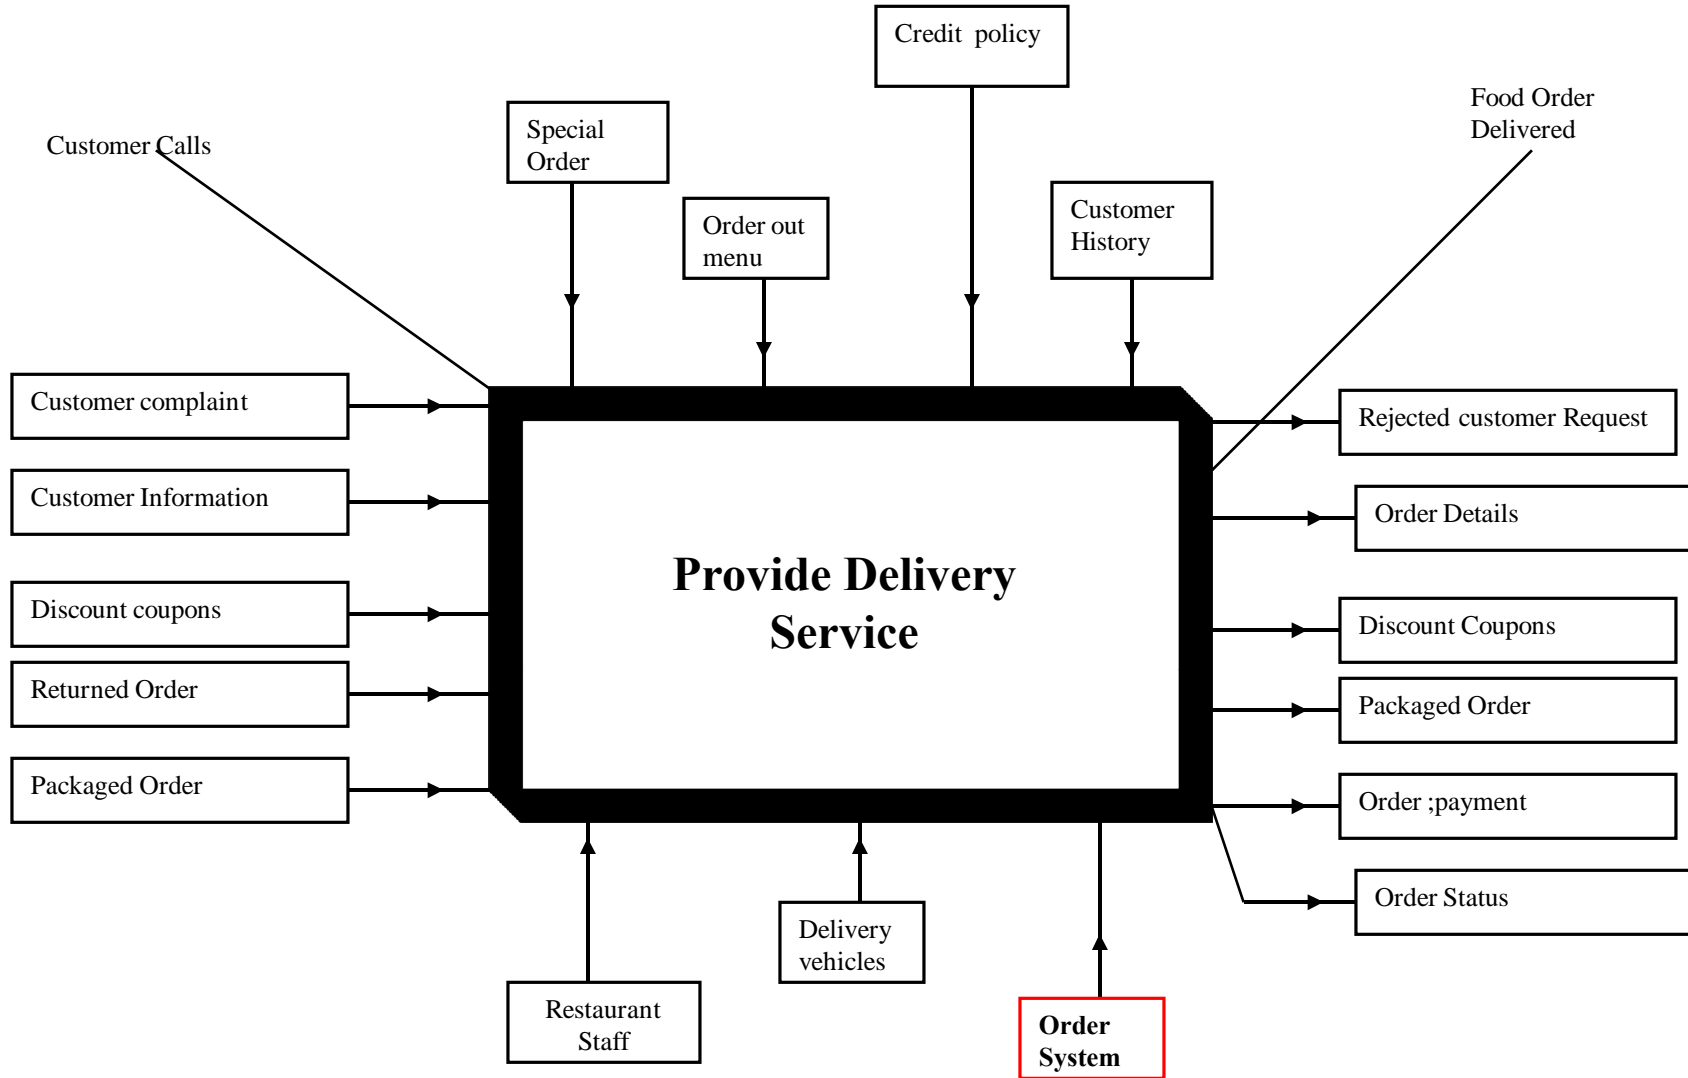 Credit policy
Food Order
Delivered
Customer Calls
Special
Order
Order out
menu
Customer
History
Customer complaint
Rejected customer Request
Customer Information
Order Details
Provide Delivery
Service
Discount coupons
Discount Coupons
Returned Order
Packaged Order
Packaged Order
Order ;payment
Order Status
Delivery
vehicles
Restaurant
Staff
Order
System